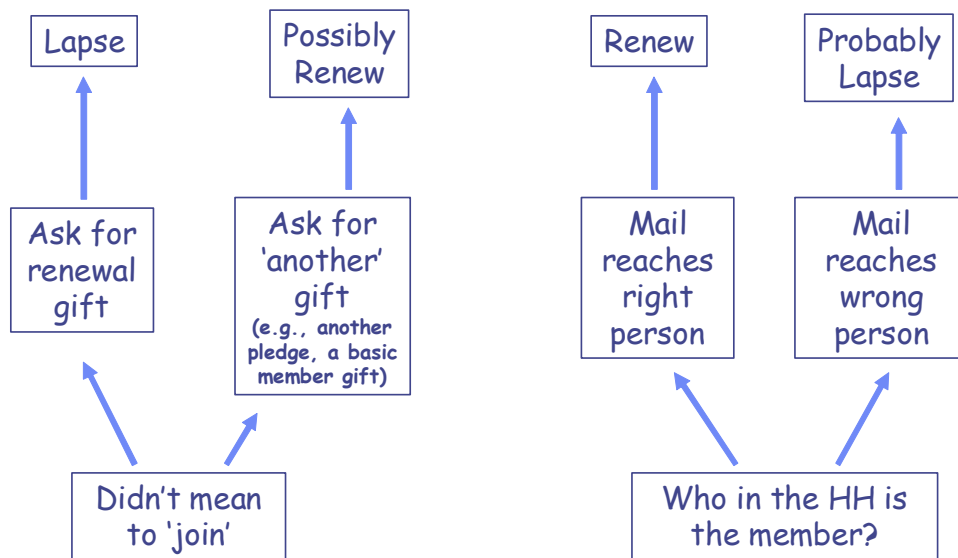 Lapse
Possibly
Renew
Renew
Probably
Lapse
Ask for
renewal
gift
Ask for
‘another’
gift
(e.g., another
pledge, a basic
member gift)
Mail
reaches
right
person
Mail
reaches
wrong
person
Didn’t mean
to ‘join’
Who in the HH is
the member?